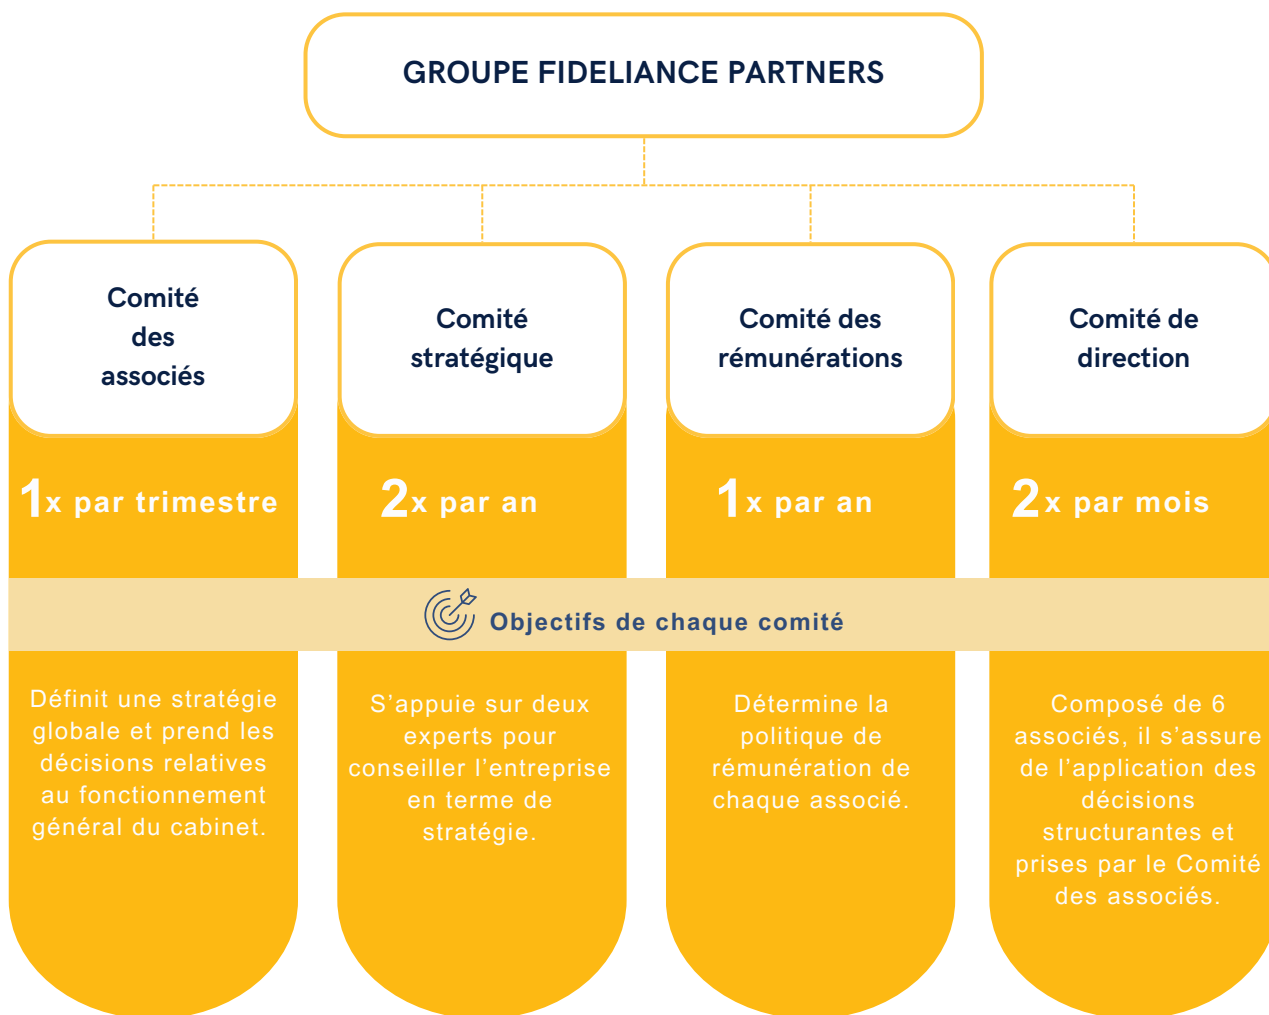 GROUPE FIDELIANCE PARTNERS
Comité
des
associés
Comité
stratégique
Comité des
rémunérations
Comité de
direction
1x par trimestre
2x par an
1x par an
2x par mois
Objectifs de chaque comité
Définit une stratégie
globale et prend les
décisions relatives
au fonctionnement
général du cabinet.
S’appuie sur deux
experts pour
conseiller l’entreprise
en terme de
stratégie.
Détermine la
politique de
rémunération de
chaque associé.
Composé de 6
associés, il s’assure
de l’application des
décisions
structurantes et
prises par le Comité
des associés.